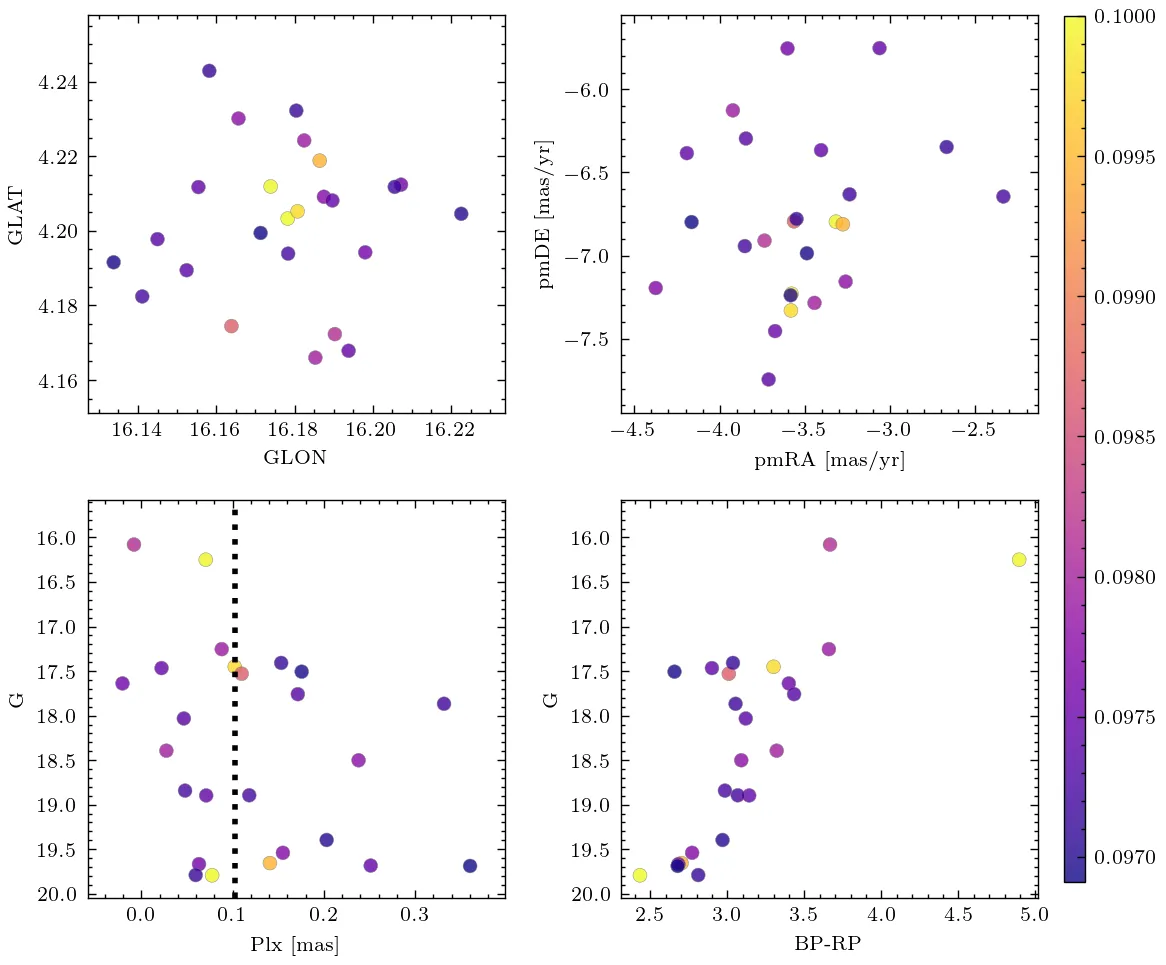 4.24
4.22
4.20
4.18
4.16
GLAT
16.14 16.16 16.18 16.20 16.22
GLON
−6.0
−6.5
−7.0
−7.5
pmDE [mas/yr]
−4.5 −4.0 −3.5 −3.0 −2.5
pmRA [mas/yr]
0.1000
0.0995
0.0990
0.0985
0.0980
0.0975
0.0970
16.0
16.5
17.0
17.5
18.0
18.5
19.0
19.5
20.0
G
0.0 0.1 0.2 0.3
Plx [mas]
16.0
16.5
17.0
17.5
18.0
18.5
19.0
19.5
20.0
G
2.5 3.0 3.5 4.0 4.5 5.0
BP-RP